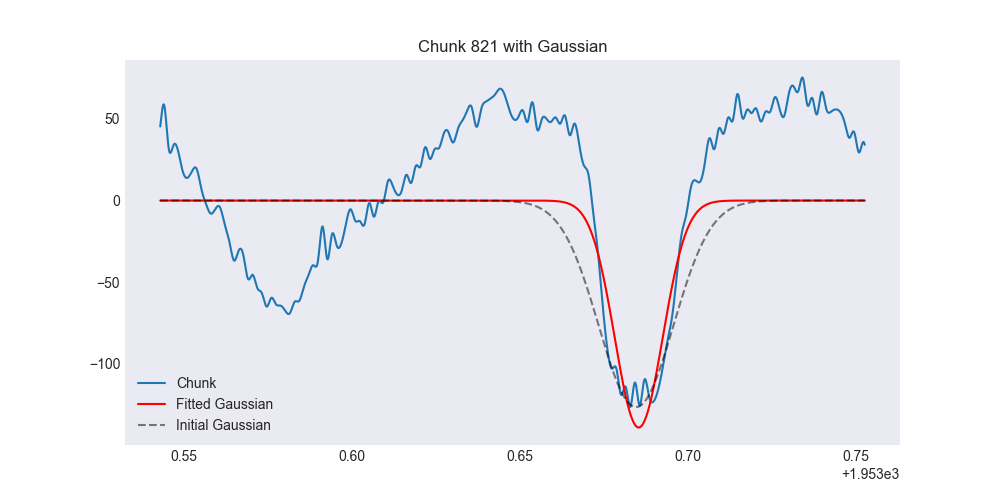 Chunk 821 with Gaussian
50
0
−50
−100
Chunk
Fitted Gaussian
Initial Gaussian
0.55 0.60 0.65 0.70 0.75
+1.953e3